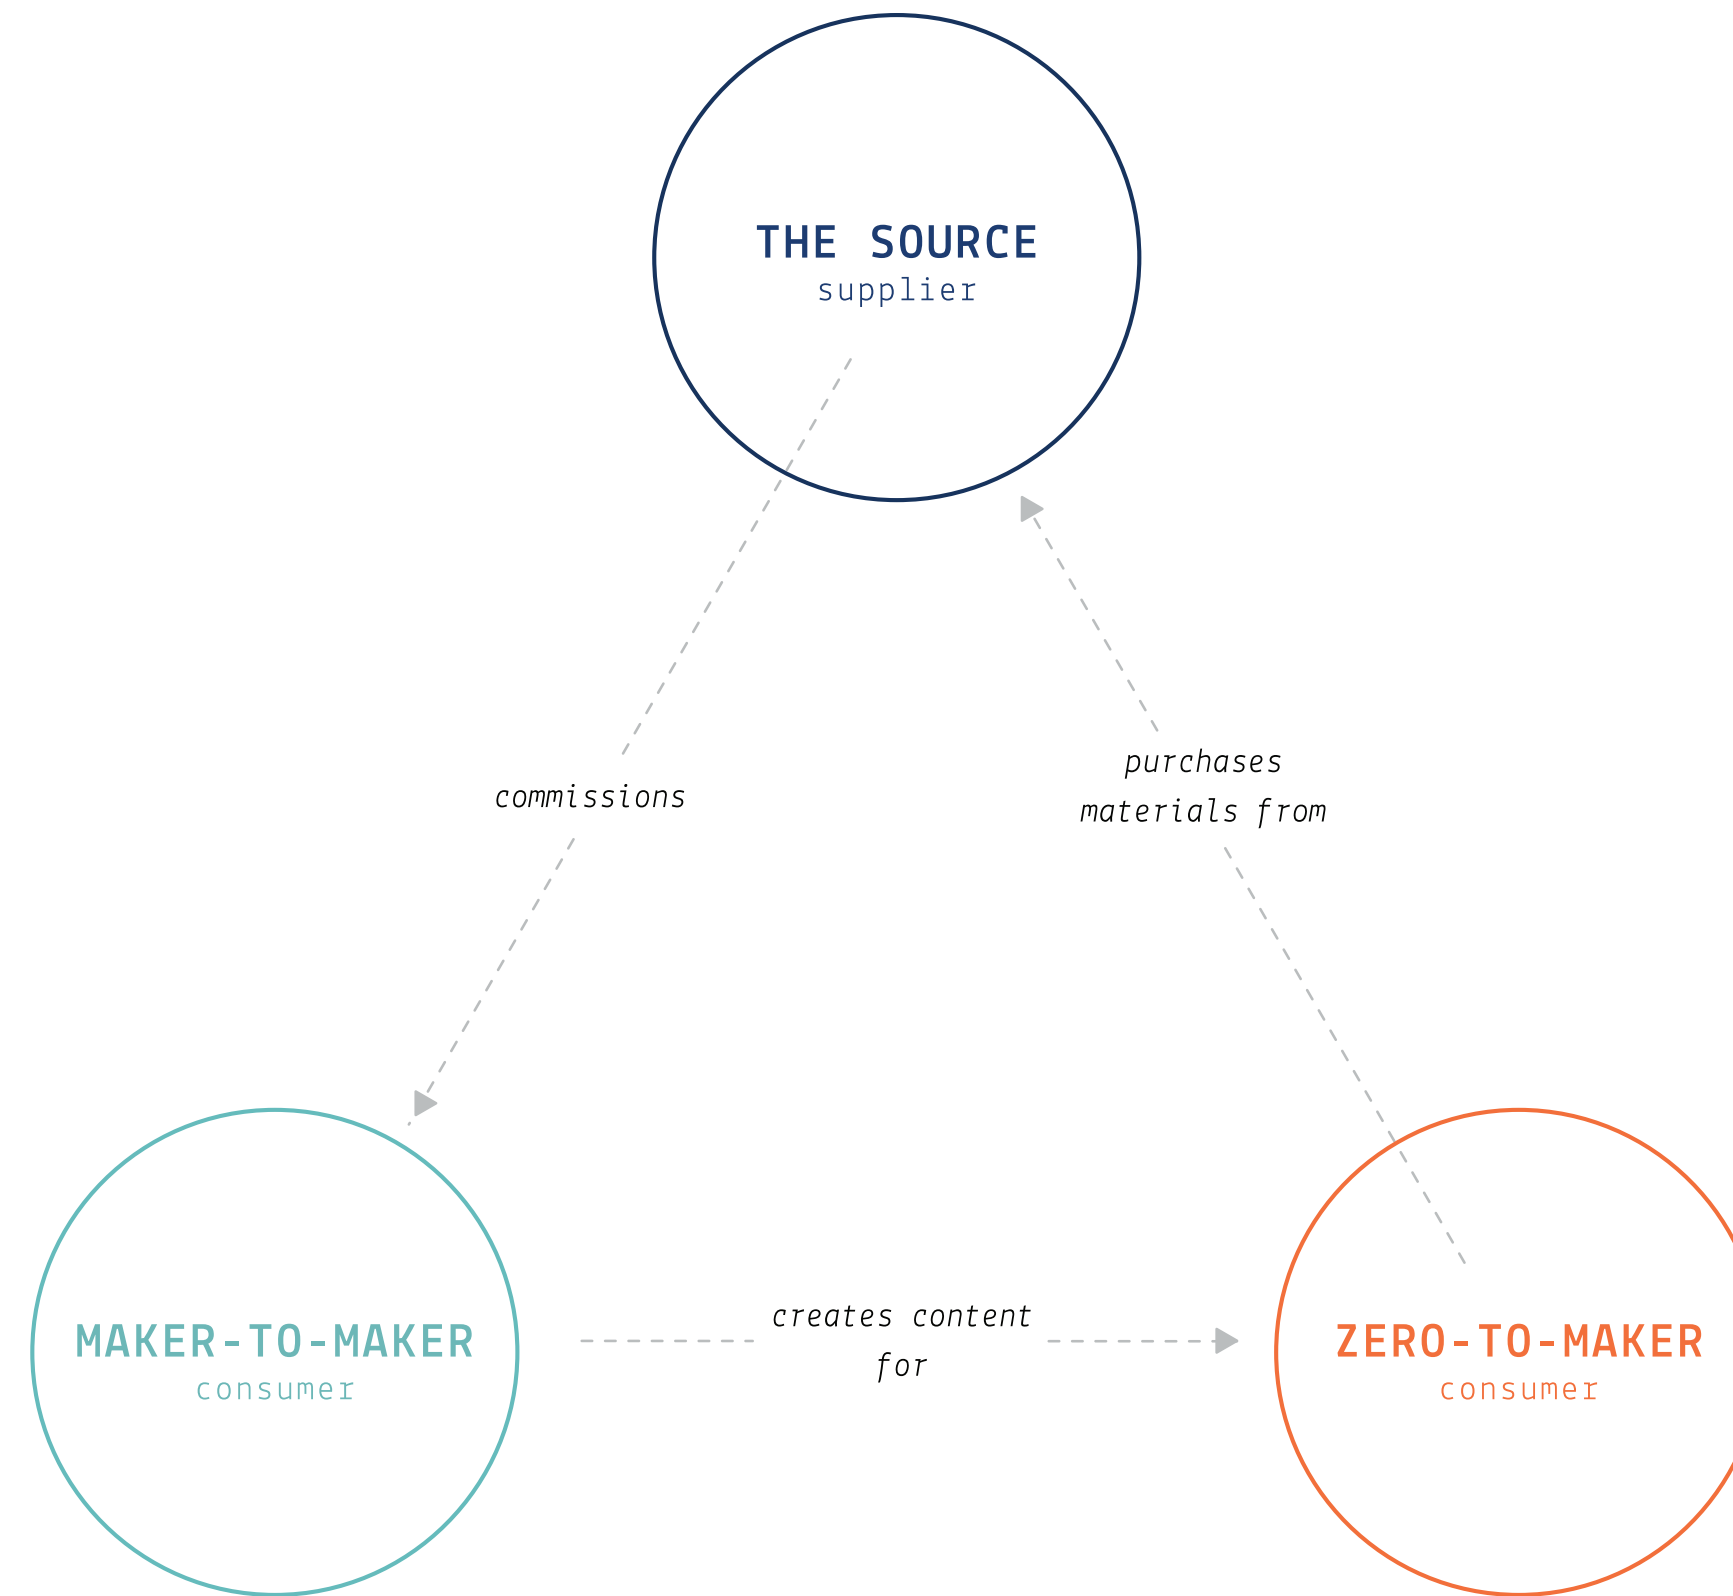 THE SOURCE
supplier
commissions
purchases
materials from
MAKER-TO-MAKER
consumer
creates content
for
ZERO-TO-MAKER
consumer